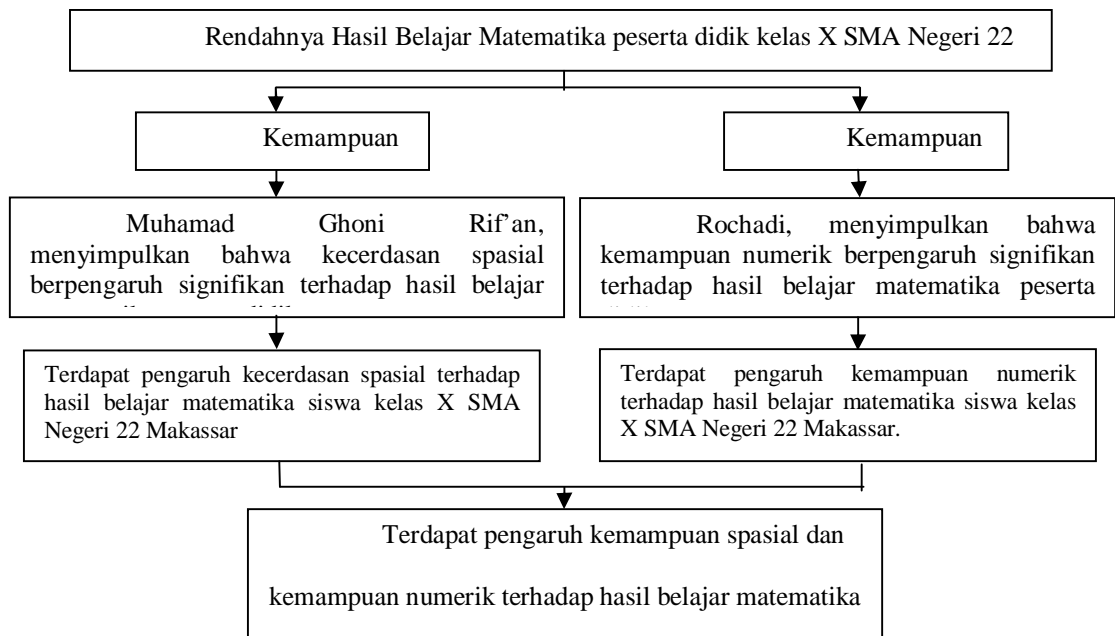 Rendahnya Hasil Belajar Matematika peserta didik kelas X SMA Negeri 22
Kemampuan
Kemampuan
Muhamad Ghoni Rif’an,
menyimpulkan bahwa kecerdasan spasial
berpengaruh signifikan terhadap hasil belajar
Rochadi, menyimpulkan bahwa
kemampuan numerik berpengaruh signifikan
terhadap hasil belajar matematika peserta
Terdapat pengaruh kecerdasan spasial terhadap
hasil belajar matematika siswa kelas X SMA
Negeri 22 Makassar
Terdapat pengaruh kemampuan numerik
terhadap hasil belajar matematika siswa kelas
X SMA Negeri 22 Makassar.
Terdapat pengaruh kemampuan spasial dan
kemampuan numerik terhadap hasil belajar matematika